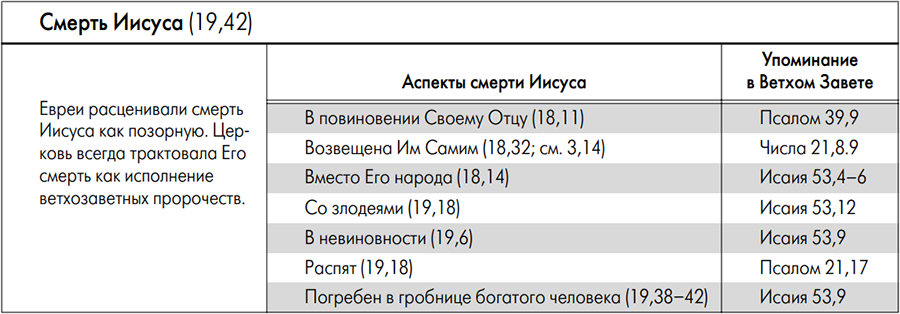 Смерть Иисуса (19,42)
Евреи расценивали смерть
Иисуса как позорную. Цер-
ковь всегда трактовала Его
смерть как исполнение
ветхозаветных пророчеств.
Аспекты смерти Иисуса
Упоминание
в Ветхом Завете
В повиновении Своему Отцу (18,11) Псалом 39,9
Возвещена Им Самим (18,32; см. 3,14) Числа 21,8.9
Вместо Его народа (18,14) Исаия 53,4–6
Со злодеями (19,18) Исаия 53,12
В невиновности (19,6) Исаия 53,9
Распят (19,18) Псалом 21,17
Погребен в гробнице богатого человека (19,38–42) Исаия 53,9